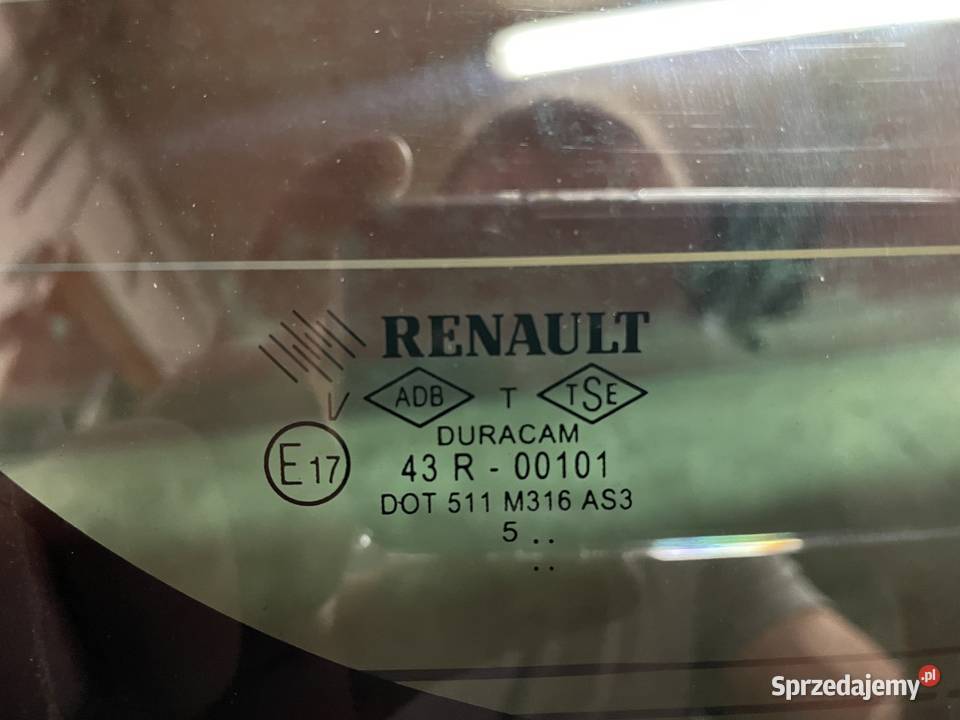 RENAULT
ADB T TSE
DURACAM
E17 43 R - 00101
DOT 511 M316 AS3
5 ..
..
Sprzedajemy.pl